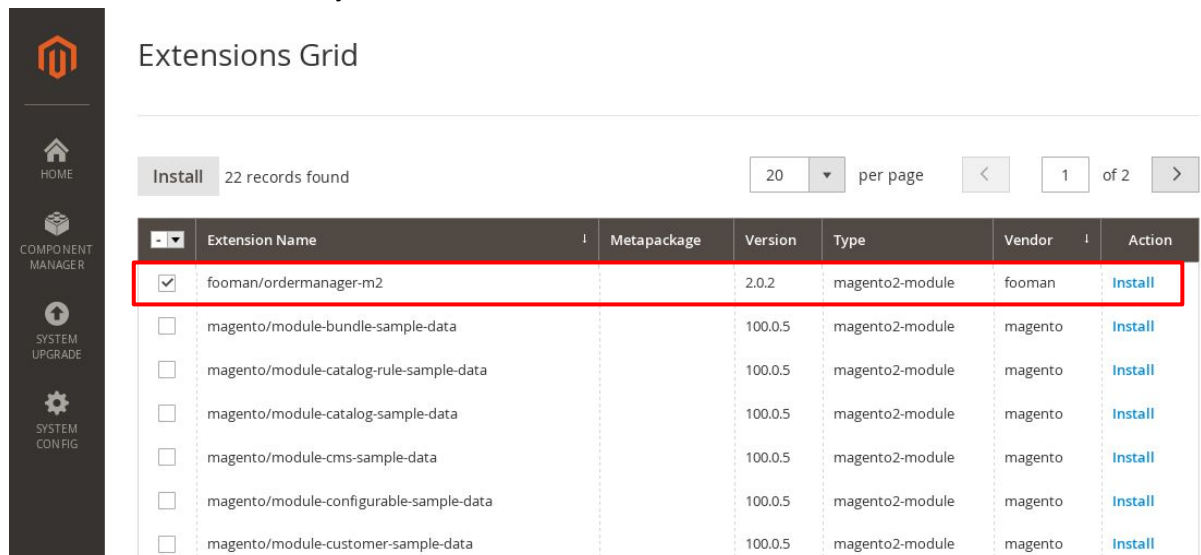 Extensions Grid
HOME
COMPONENT
MANAGER
SYSTEM
UPGRADE
SYSTEM
CONFIG
Install 22 records found 20 per page 1 of 2
Extension Name Metapackage Version Type Vendor Action
fooman/ordermanager-m2 2.0.2 magento2-module fooman Install
magento/module-bundle-sample-data 100.0.5 magento2-module magento Install
magento/module-catalog-rule-sample-data 100.0.5 magento2-module magento Install
magento/module-catalog-sample-data 100.0.5 magento2-module magento Install
magento/module-cms-sample-data 100.0.5 magento2-module magento Install
magento/module-configurable-sample-data 100.0.5 magento2-module magento Install
magento/module-customer-sample-data 100.0.5 magento2-module magento Install